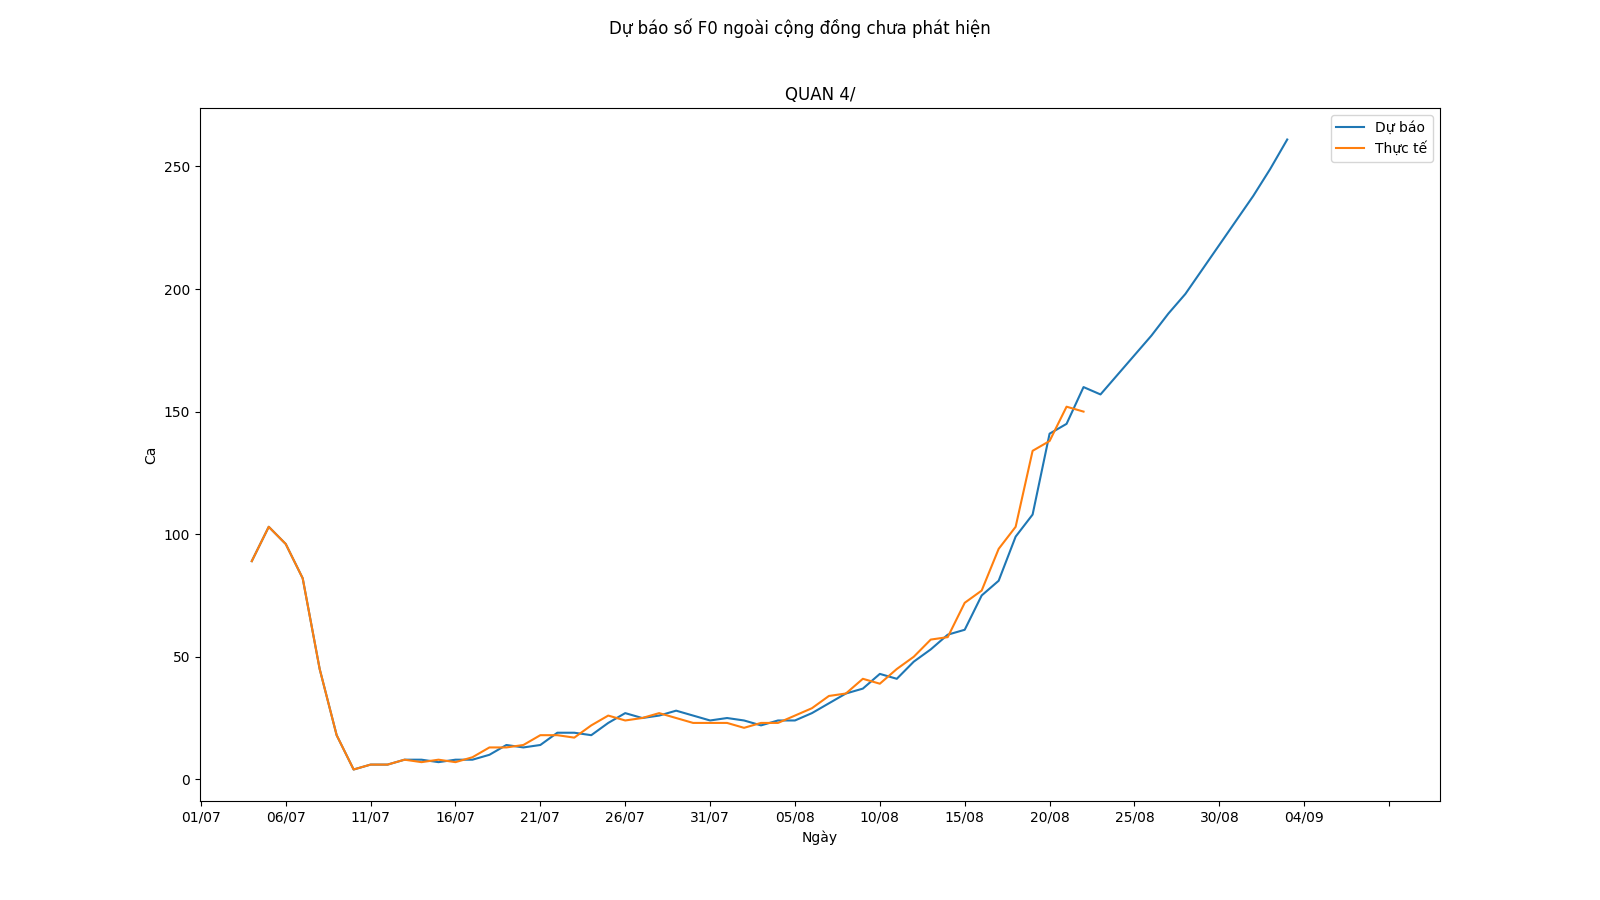 Dự báo số F0 ngoài cộng đồng chưa phát hiện
QUAN 4/
Dự báo
Thực tế
250
200
150
100
50
0
Ca
01/07 06/07 11/07 16/07 21/07 26/07 31/07 05/08 10/08 15/08 20/08 25/08 30/08 04/09
Ngày